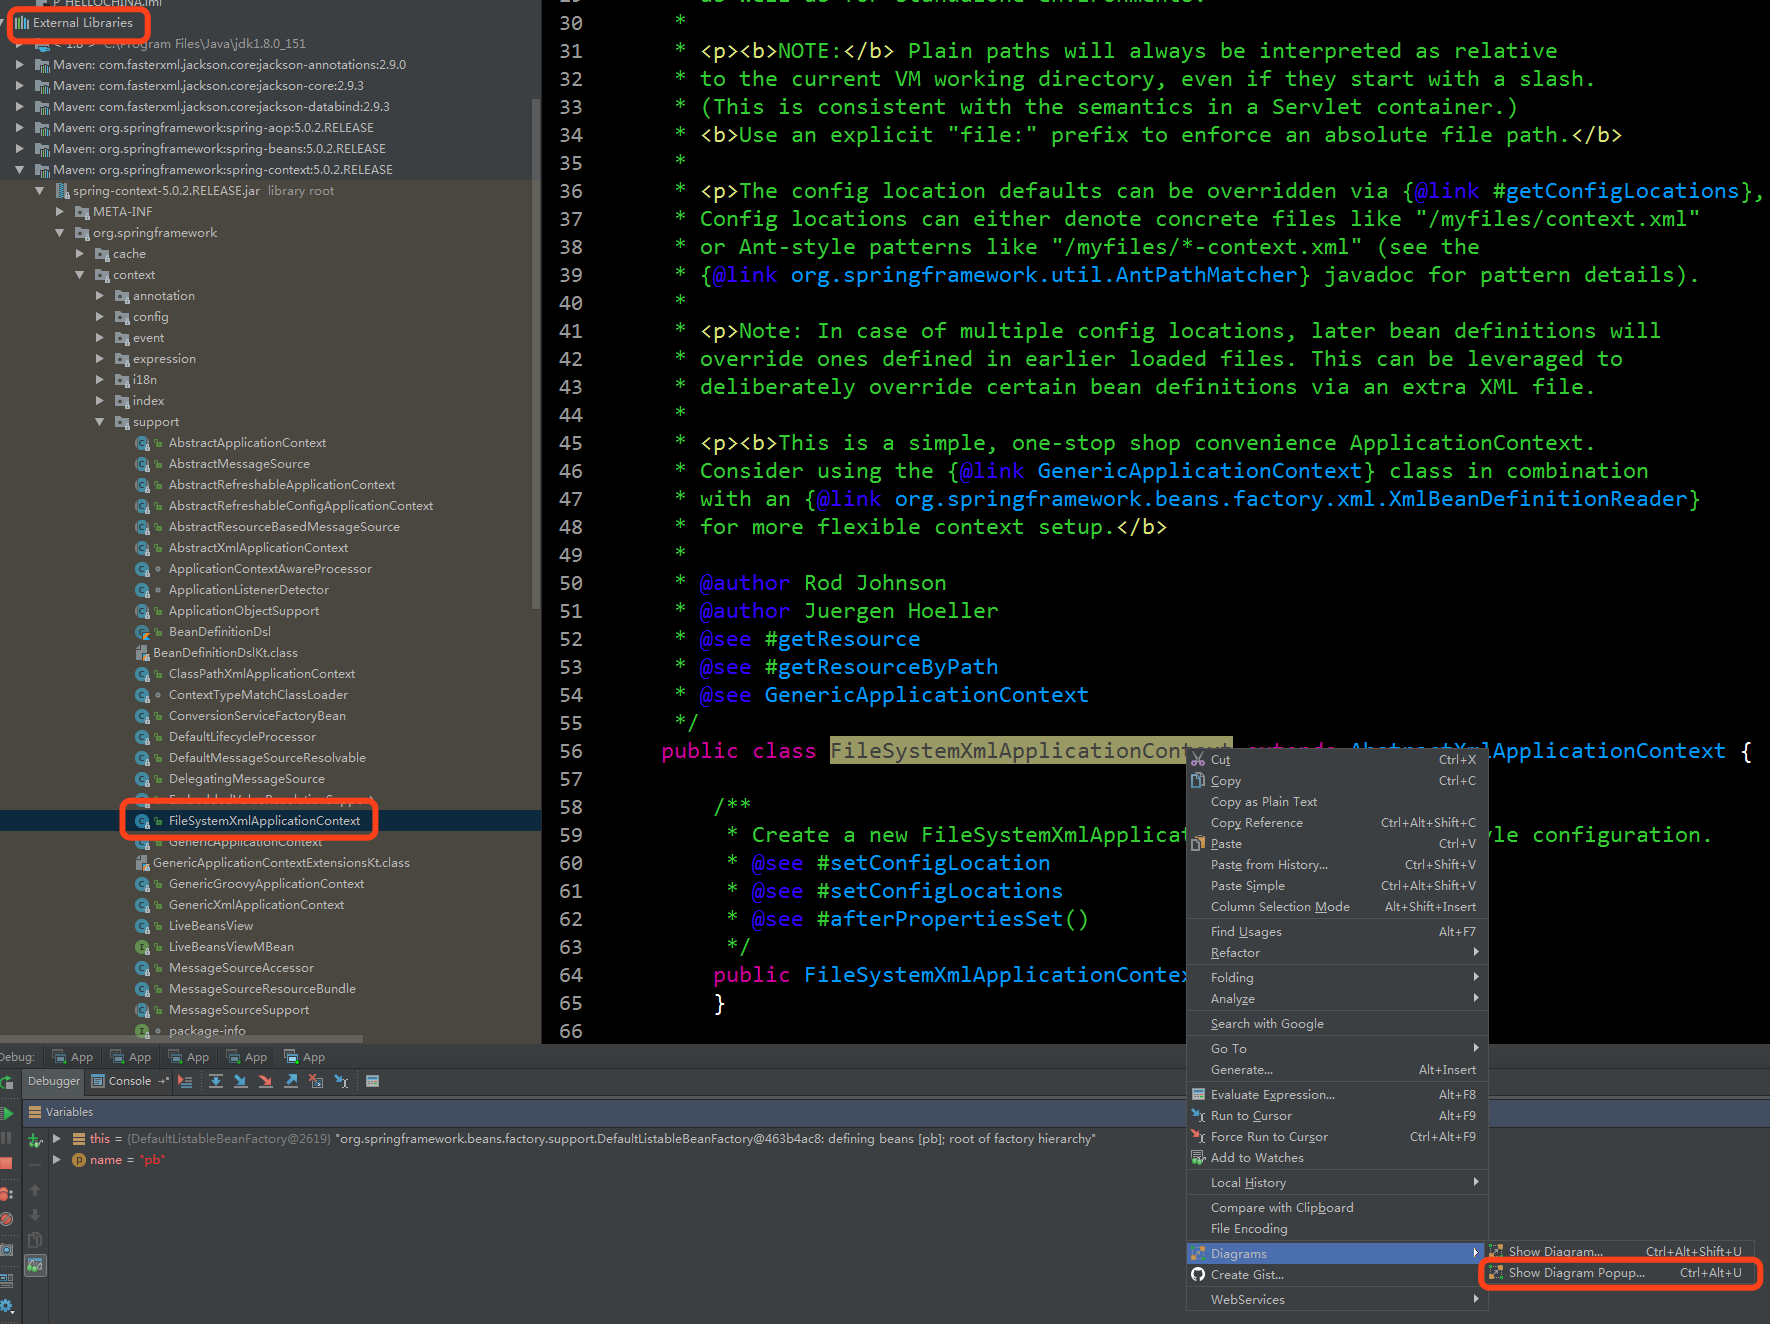 P_HELLOCHINA.iml
External Libraries
< 1.8 > C:\Program Files\Java\jdk1.8.0_151
Maven: com.fasterxml.jackson.core:jackson-annotations:2.9.0
Maven: com.fasterxml.jackson.core:jackson-core:2.9.3
Maven: com.fasterxml.jackson.core:jackson-databind:2.9.3
Maven: org.springframework:spring-aop:5.0.2.RELEASE
Maven: org.springframework:spring-beans:5.0.2.RELEASE
Maven: org.springframework:spring-context:5.0.2.RELEASE
spring-context-5.0.2.RELEASE.jar library root
META-INF
org.springframework
cache
context
annotation
config
event
expression
i18n
index
support
AbstractApplicationContext
AbstractMessageSource
AbstractRefreshableApplicationContext
AbstractRefreshableConfigApplicationContext
AbstractResourceBasedMessageSource
AbstractXmlApplicationContext
ApplicationContextAwareProcessor
ApplicationListenerDetector
ApplicationObjectSupport
BeanDefinitionDsl
BeanDefinitionDslKt.class
ClassPathXmlApplicationContext
ContextTypeMatchClassLoader
ConversionServiceFactoryBean
DefaultLifecycleProcessor
DefaultMessageSourceResolvable
DelegatingMessageSource
EmbeddedValueResolutionSupport
FileSystemXmlApplicationContext
GenericApplicationContext
GenericApplicationContextExtensionsKt.class
GenericGroovyApplicationContext
GenericXmlApplicationContext
LiveBeansView
LiveBeansViewMBean
MessageSourceAccessor
MessageSourceResourceBundle
MessageSourceSupport
package-info
29 as well as for standalone environments.
30 *
31 * <p><b>NOTE:</b> Plain paths will always be interpreted as relative
32 * to the current VM working directory, even if they start with a slash.
33 * (This is consistent with the semantics in a Servlet container.)
34 * <b>Use an explicit "file:" prefix to enforce an absolute file path.</b>
35 *
36 * <p>The config location defaults can be overridden via {@link #getConfigLocations},
37 * Config locations can either denote concrete files like "/myfiles/context.xml"
38 * or Ant-style patterns like "/myfiles/*-context.xml" (see the
39 * {@link org.springframework.util.AntPathMatcher} javadoc for pattern details).
40 *
41 * <p>Note: In case of multiple config locations, later bean definitions will
42 * override ones defined in earlier loaded files. This can be leveraged to
43 * deliberately override certain bean definitions via an extra XML file.
44 *
45 * <p><b>This is a simple, one-stop shop convenience ApplicationContext.
46 * Consider using the {@link GenericApplicationContext} class in combination
47 * with an {@link org.springframework.beans.factory.xml.XmlBeanDefinitionReader}
48 * for more flexible context setup.</b>
49 *
50 * @author Rod Johnson
51 * @author Juergen Hoeller
52 * @see #getResource
53 * @see #getResourceByPath
54 * @see GenericApplicationContext
55 */
56 public class FileSystemXmlApplicationContext extends AbstractXmlApplicationContext {
57
58 /**
59 * Create a new FileSystemXmlApplicat le configuration.
60 * @see #setConfigLocation
61 * @see #setConfigLocations
62 * @see #afterPropertiesSet()
63 */
64 public FileSystemXmlApplicationContex
65 }
66
Cut Ctrl+X
Copy Ctrl+C
Copy as Plain Text
Copy Reference Ctrl+Alt+Shift+C
Paste Ctrl+V
Paste from History... Ctrl+Shift+V
Paste Simple Ctrl+Alt+Shift+V
Column Selection Mode Alt+Shift+Insert
Find Usages Alt+F7
Refactor
Folding
Analyze
Search with Google
Go To
Generate... Alt+Insert
Evaluate Expression... Alt+F8
Run to Cursor Alt+F9
Force Run to Cursor Ctrl+Alt+F9
Add to Watches
Local History
Compare with Clipboard
File Encoding
Diagrams
Create Gist...
WebServices
Show Diagram... Ctrl+Alt+Shift+U
Show Diagram Popup... Ctrl+Alt+U
Debug: App App App App App
Debugger Console
Variables
this = {DefaultListableBeanFactory@2619} "org.springframework.beans.factory.support.DefaultListableBeanFactory@463b4ac8: defining beans [pb]; root of factory hierarchy"
name = "pb"